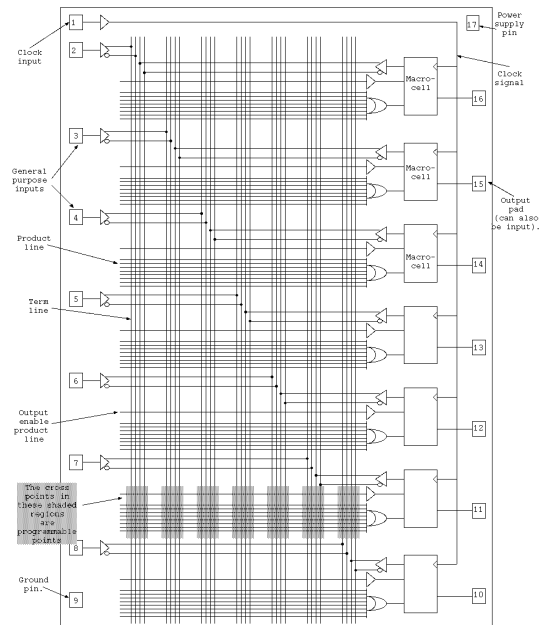 1
Clock
input
2
17
Power
supply
pin
Clock
signal
Macro-
cell
16
3
General
purpose
inputs
Macro-
cell
15
Output
pad
(can also
be input).
4
Product
line
Macro-
cell
14
5
Term
line
13
6
Output
enable
product
line
12
7
The cross
points in
these shaded
regions
are
programmable
points
11
8
Ground
pin.
9
10